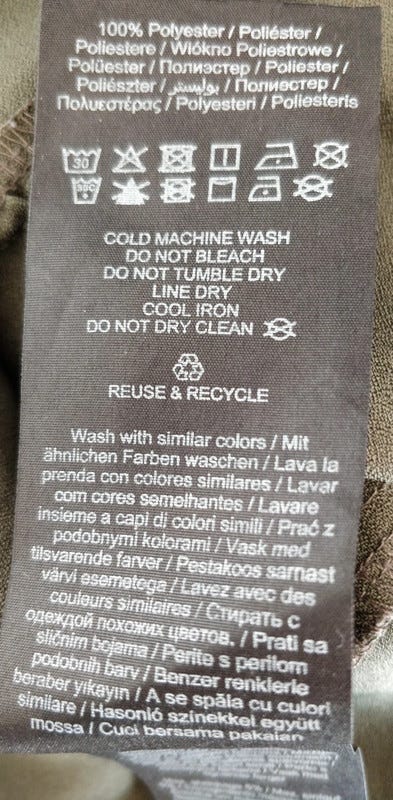 100% Polyester / Poliéster /
Poliestere / Włókno Poliestrowe /
Polüester / Полиэстер / Poliester /
Poliészter / بوليستر / Полиэстер /
Πολυεστέρας / Polyesteri / Poliesteris
30
30C
COLD MACHINE WASH
DO NOT BLEACH
DO NOT TUMBLE DRY
LINE DRY
COOL IRON
DO NOT DRY CLEAN
REUSE & RECYCLE
Wash with similar colors / Mit
ähnlichen Farben waschen / Lava la
prenda con colores similares / Lavar
com cores semelhantes / Lavare
insieme a capi di colori simili / Prać z
podobnymi kolorami / Vask med
tilsvarende farver / Pestakoos sarnast
värvi esemetega / Lavez avec des
couleurs similaires / Стирать с
одеждой похожих цветов. / Prati sa
sličnim bojama / Perite s perilom
podobnih barv / Benzer renklerle
beraber yıkayın / A se spăla cu culori
similare / Hasonló színekkel együtt
mossa / Cuci bersama pakaian